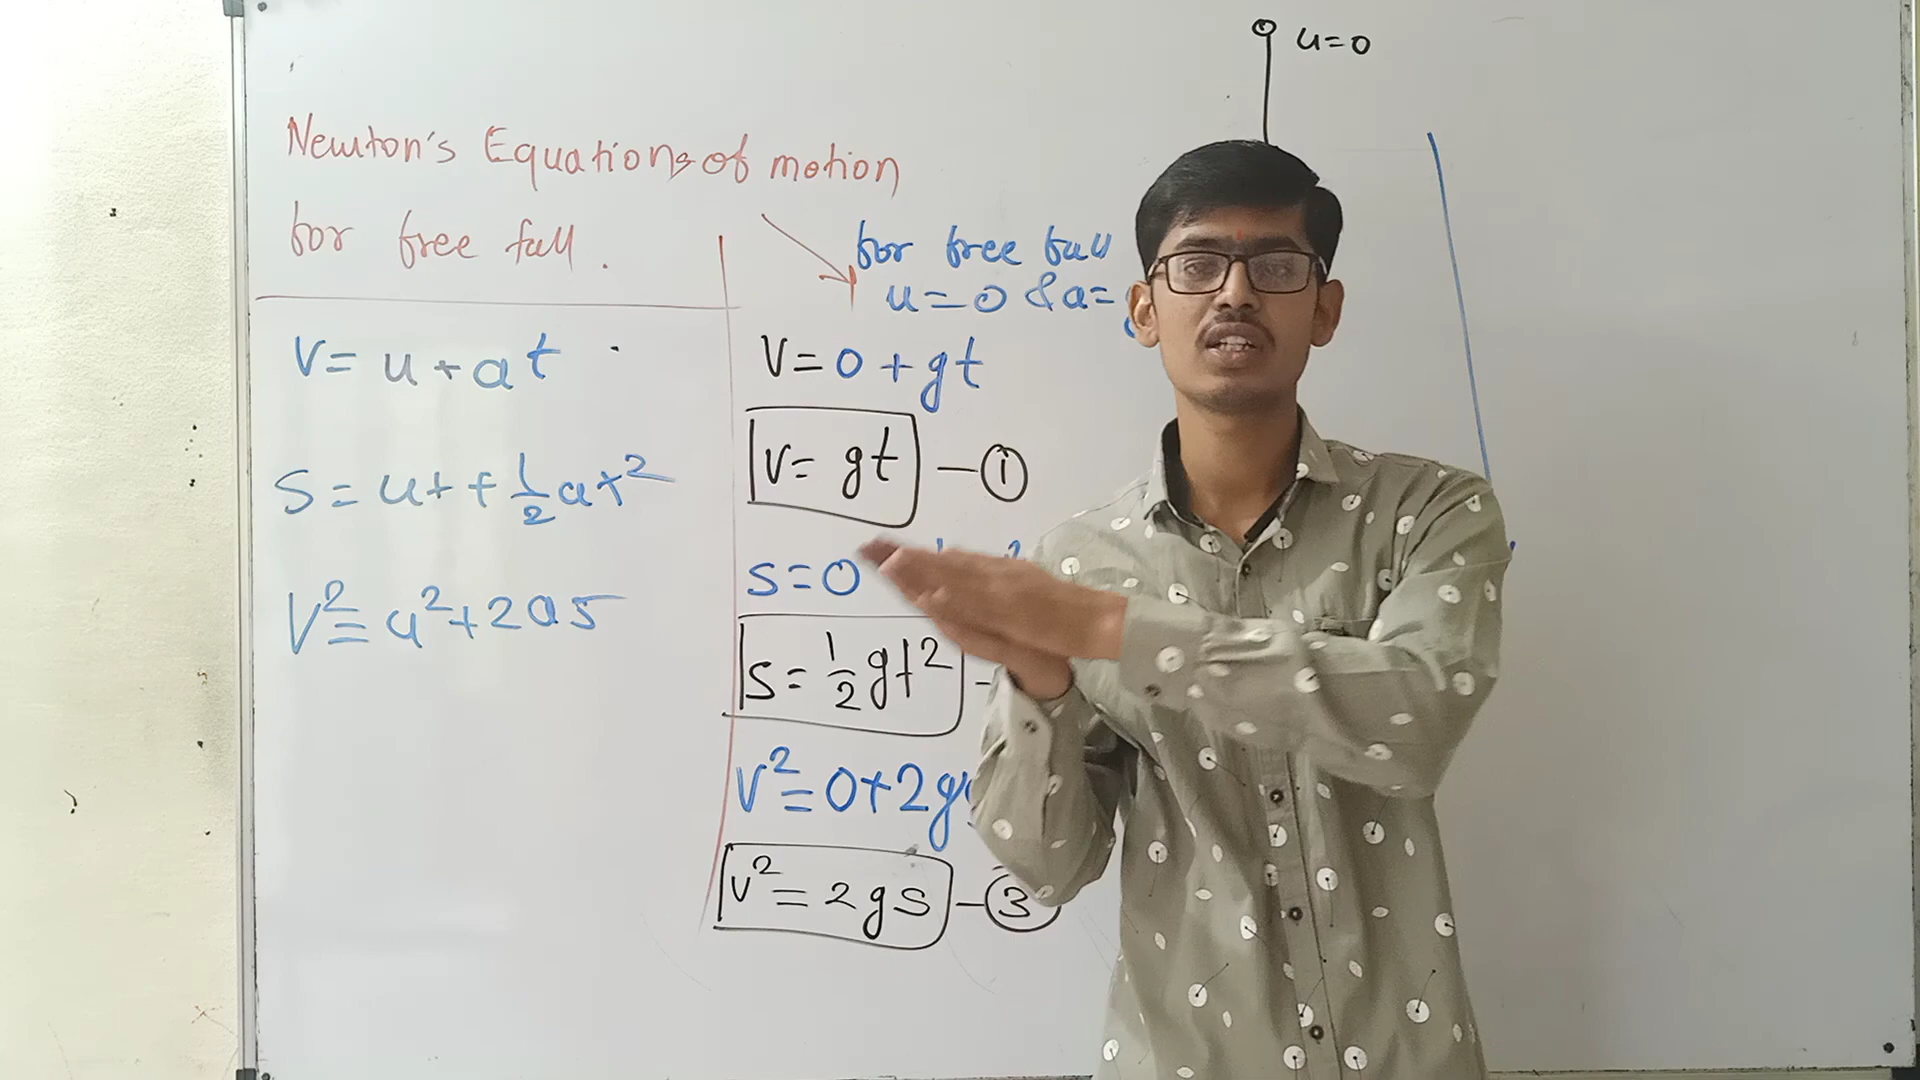 Newton's Equations of motion
for free fall.
V= u+at
S= ut+½at²
V²= u²+2as
for free fall
u=0 & a=
V= 0+gt
V= gt —①
S=0
S= ½gt² -
V²= 0+2g
V²= 2gs —③
u=0